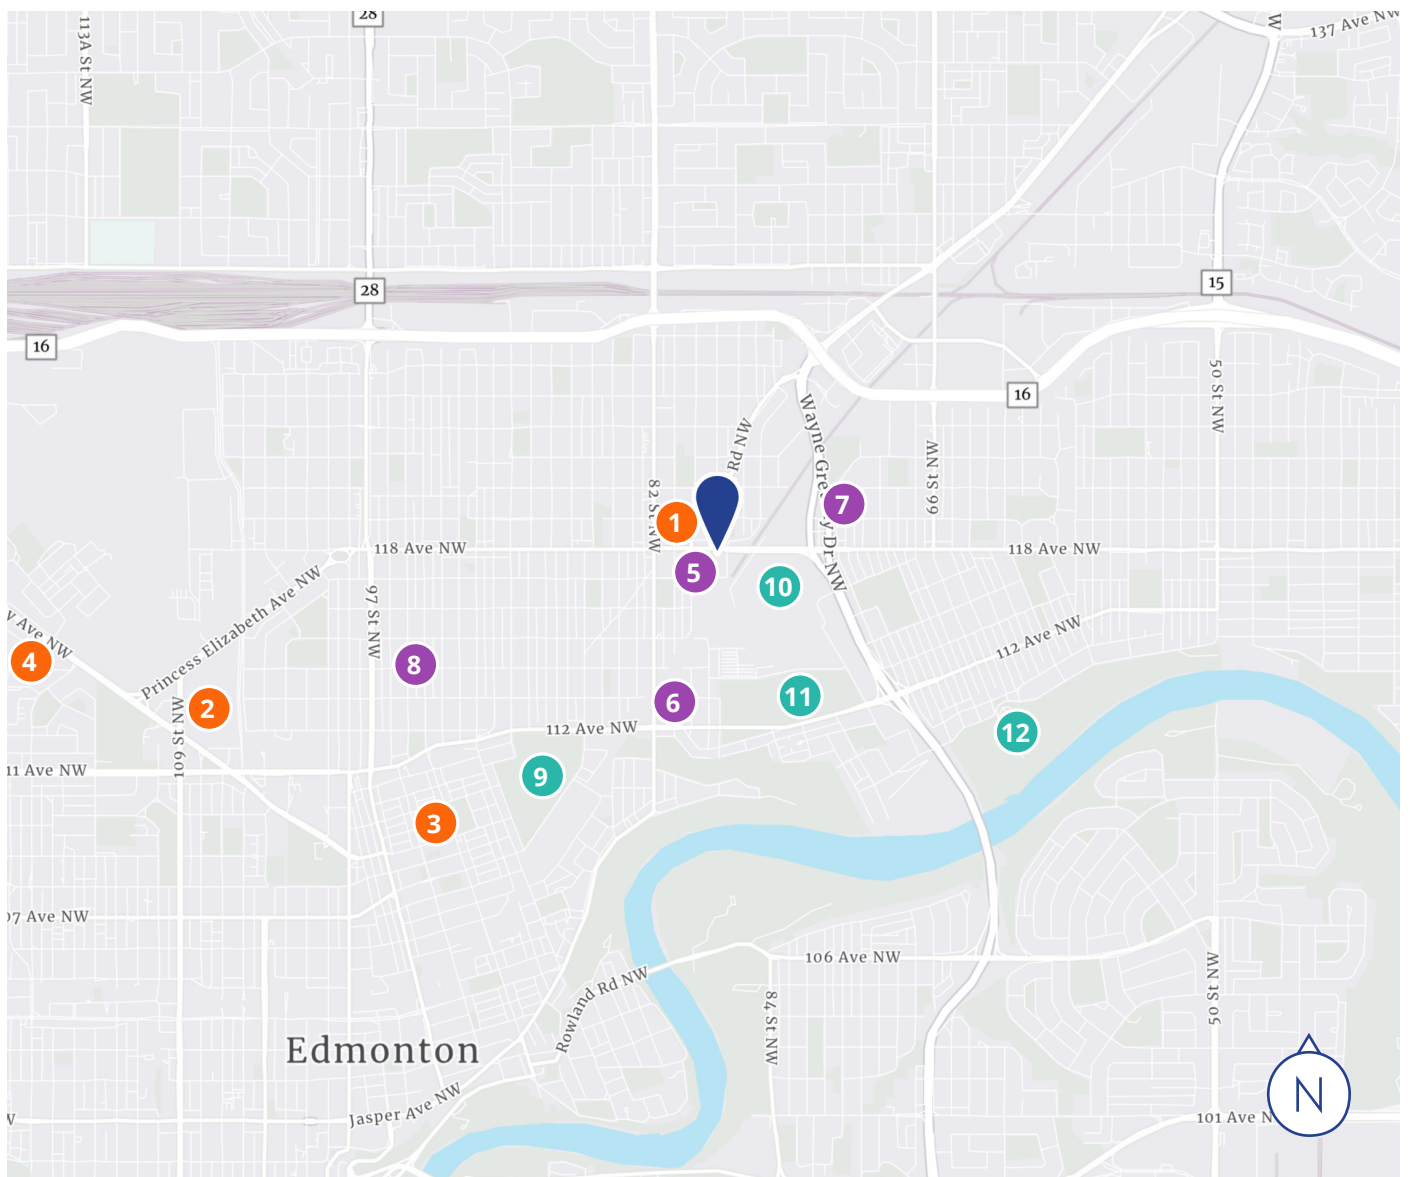 28
113A St NW
W
137 Ave NW
28
15
16
16
50 St NW
Rd NW
Wayne Gre
y Dr NW
66 St NW
82 St NW
1
7
118 Ave NW
118 Ave NW
5
10
97 St NW
Princess Elizabeth Ave NW
y Ave NW
4
8
112 Ave NW
2
6
11
109 St NW
112 Ave NW
12
11 Ave NW
9
3
07 Ave NW
106 Ave NW
Rowland Rd NW
84 St NW
50 St NW
Edmonton
Jasper Ave NW
N
W
101 Ave N